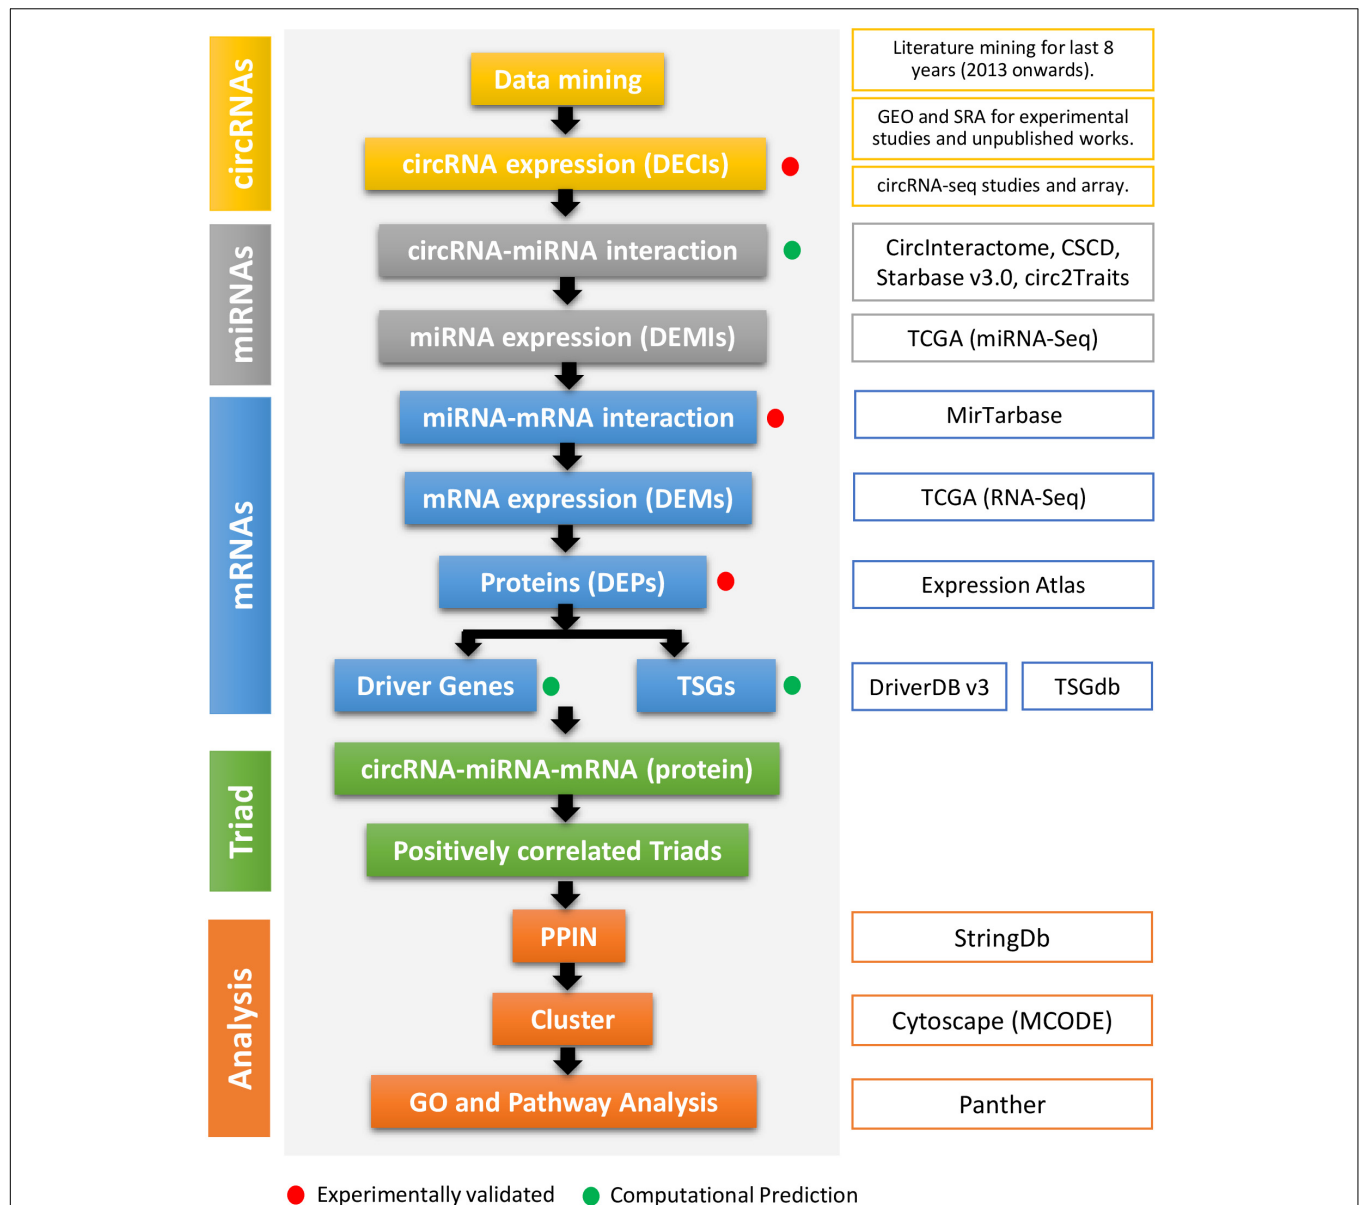 circRNAs
Data mining
Literature mining for last 8
years (2013 onwards).
GEO and SRA for experimental
studies and unpublished works.
circRNA expression (DECIs)
circRNA-seq studies and array.
miRNAs
circRNA-miRNA interaction
CircInteractome, CSCD,
Starbase v3.0, circ2Traits
miRNA expression (DEMIs)
TCGA (miRNA-Seq)
mRNAs
miRNA-mRNA interaction
MirTarbase
mRNA expression (DEMs)
TCGA (RNA-Seq)
Proteins (DEPs)
Expression Atlas
Driver Genes
TSGs
DriverDB v3
TSGdb
Triad
circRNA-miRNA-mRNA (protein)
Positively correlated Triads
Analysis
PPIN
StringDb
Cluster
Cytoscape (MCODE)
GO and Pathway Analysis
Panther
Experimentally validated
Computational Prediction